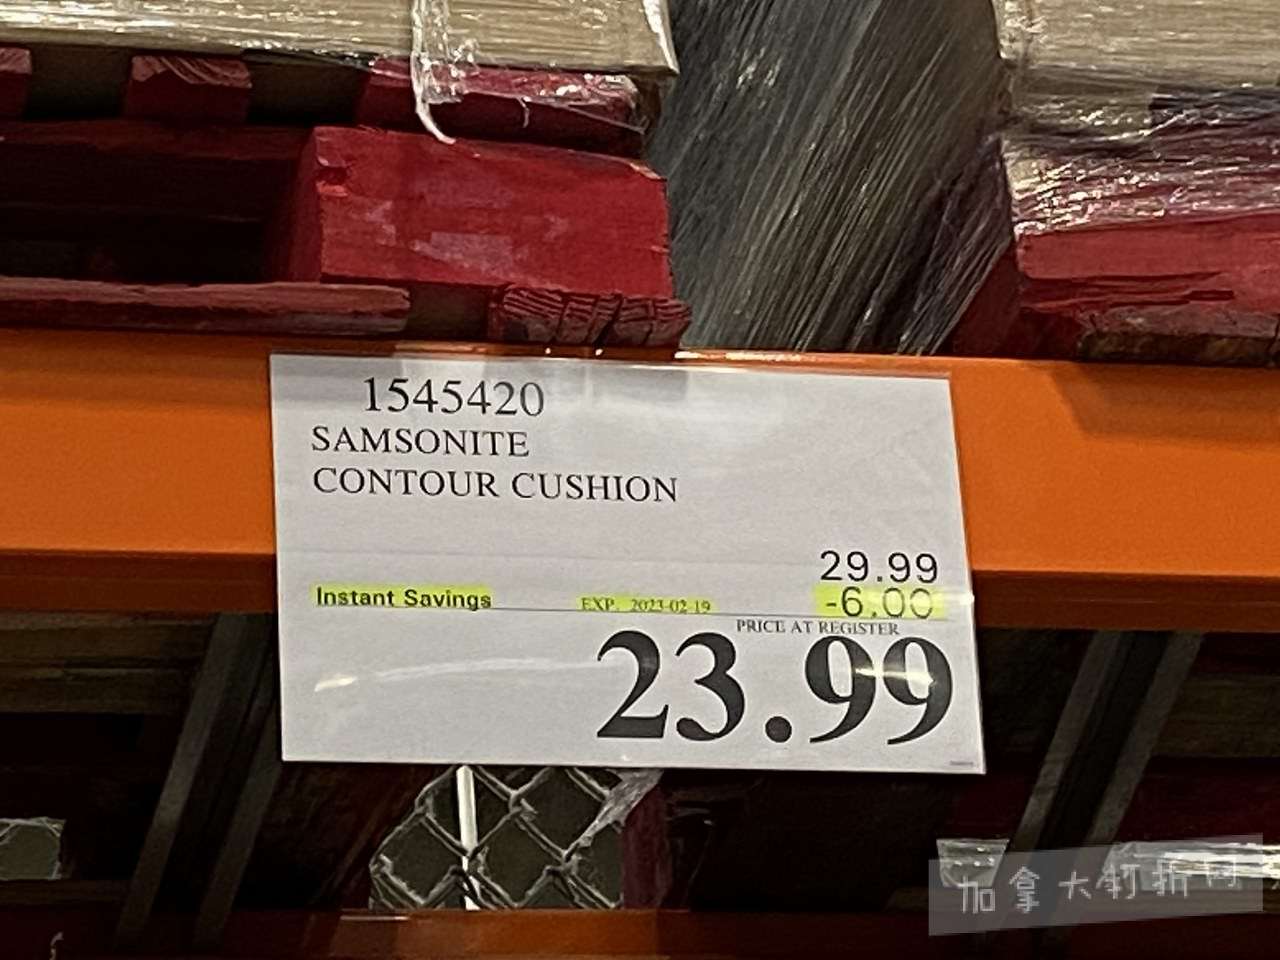 1545420
SAMSONITE
CONTOUR CUSHION
29.99
Instant Savings EXP. 2023-02-19 -6.00
PRICE AT REGISTER
23.99
加拿大打折网